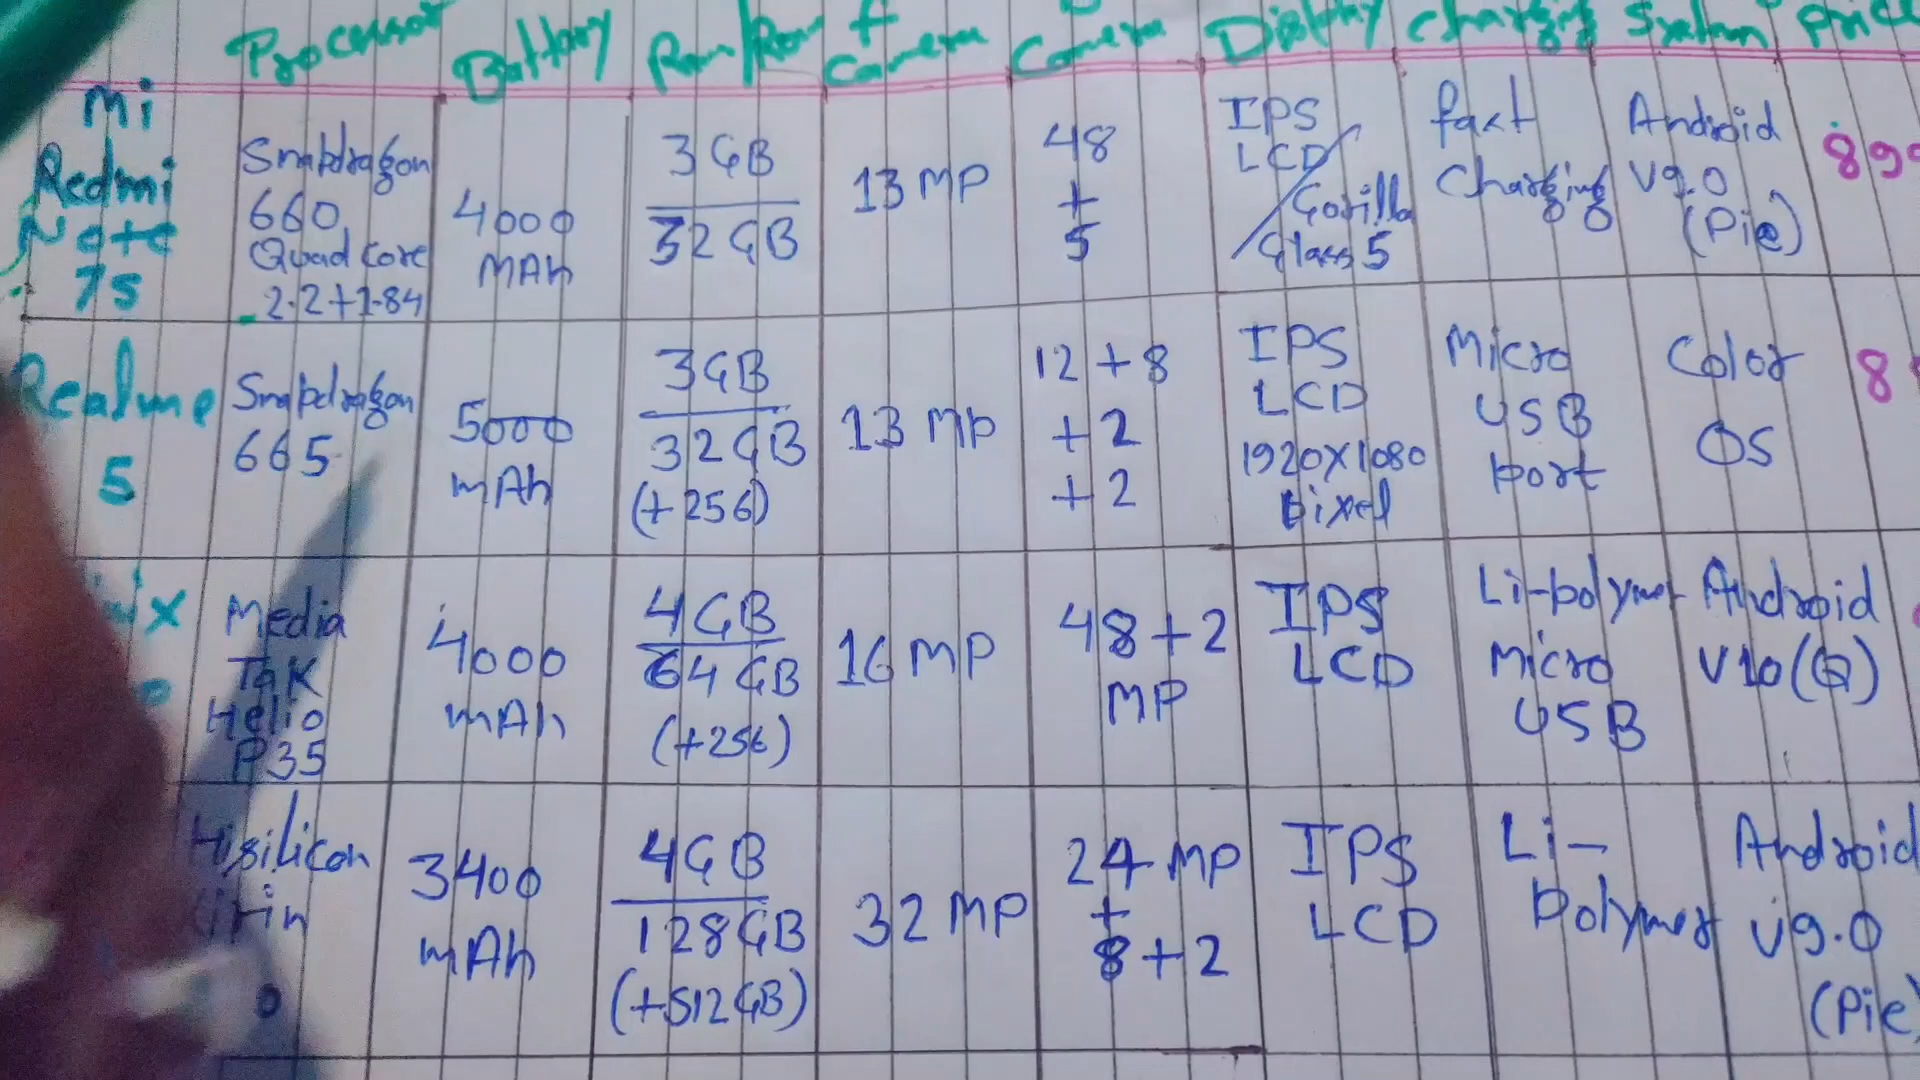 Processor Battary Ram/Rom f Camera Camera Display Charging System Price
Mi
Redmi
Note
7s
Snapdragon
660
Quad Core
2.2+1.84
4000
MAh
3GB
32GB
13 MP
48
+
5
IPS
LCD/
Gorilla
Glass 5
fast
Charging
Android
V9.0
(Pie)
899
Realme
5
Snapdragon
665
5000
mAh
3GB
32GB
(+256)
13 MP
12 + 8
+ 2
+ 2
IPS
LCD
1920X1080
pixel
Micro
USB
port
Color
OS
8
x
o
Media
Tak
Helio
P35
4000
mAh
4GB
64GB
(+256)
16 MP
48+2
MP
IPS
LCD
Li-polymer
Micro
USB
Android
V10(Q)
Hisilicon
Kirin
0
3400
mAh
4GB
128GB
(+512GB)
32 MP
24 MP
+
8+2
IPS
LCD
Li-
Polymer
Android
V9.0
(Pie)